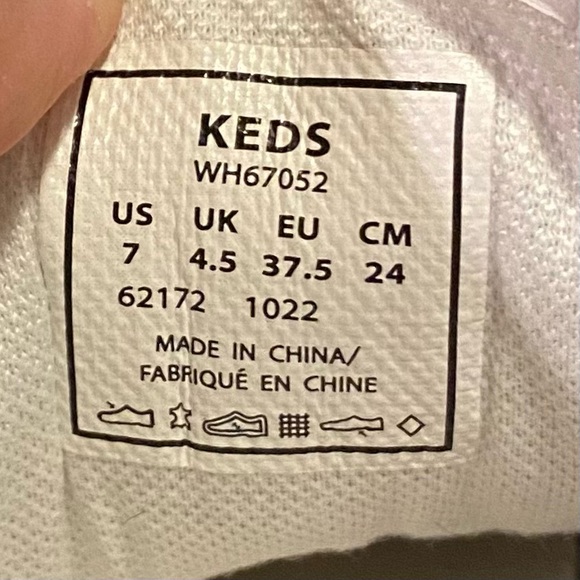 KEDS
WH67052
US UK EU CM
7 4.5 37.5 24
62172 1022
MADE IN CHINA/
FABRIQUÉ EN CHINE